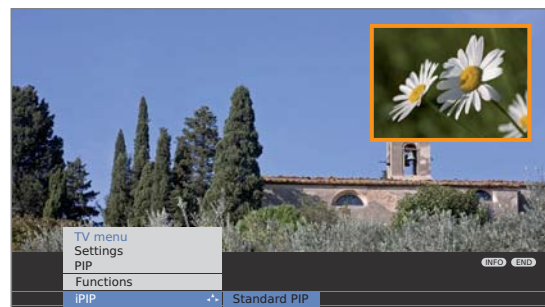 TV menu
Settings
PIP
Functions
iPIP Standard PIP
INFO END